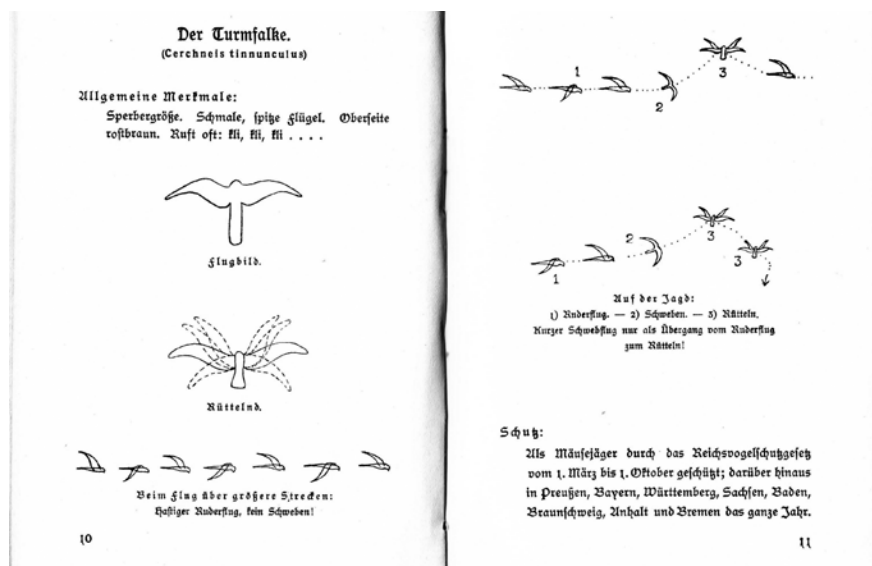 Der Turmfalke.
(Cerchneis tinnunculus)
Allgemeine Merkmale:
Sperbergröße. Schmale, spitze Flügel. Oberseite
rostbraun. Ruft oft: kli, kli, kli . . . .
Flugbild.
Rüttelnd.
Beim Flug über größere Strecken:
Hastiger Ruderflug, kein Schweben!
10
1
2
3
1
2
3
3
Auf der Jagd:
1) Ruderflug. — 2) Schweben. — 3) Rütteln.
Kurzer Schwebflug nur als Übergang vom Ruderflug
zum Rütteln!
Schutz:
Als Mäusejäger durch das Reichsvogelschutzgesetz
vom 1. März bis 1. Oktober geschützt; darüber hinaus
in Preußen, Bayern, Württemberg, Sachsen, Baden,
Braunschweig, Anhalt und Bremen das ganze Jahr.
11